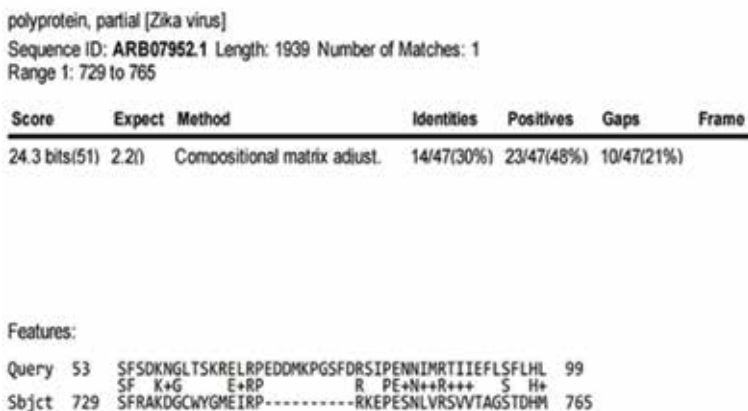 polyprotein, partial [Zika virus]
Sequence ID: ARB07952.1 Length: 1939 Number of Matches: 1
Range 1: 729 to 765
Score Expect Method Identities Positives Gaps Frame
24.3 bits(51) 2.2() Compositional matrix adjust. 14/47(30%) 23/47(48%) 10/47(21%)
Features:
Query 53 SFSDKNGLTSKRELRPEDDMKPGSFDRSIPENNIMRTIIEFLSFLHL 99
SF K+G E+RP R PE+N++R+++ S H+
Sbjct 729 SFRAKDGCWYGMEIRP----------RKEPESNLVRSVVTAGSTDHM 765